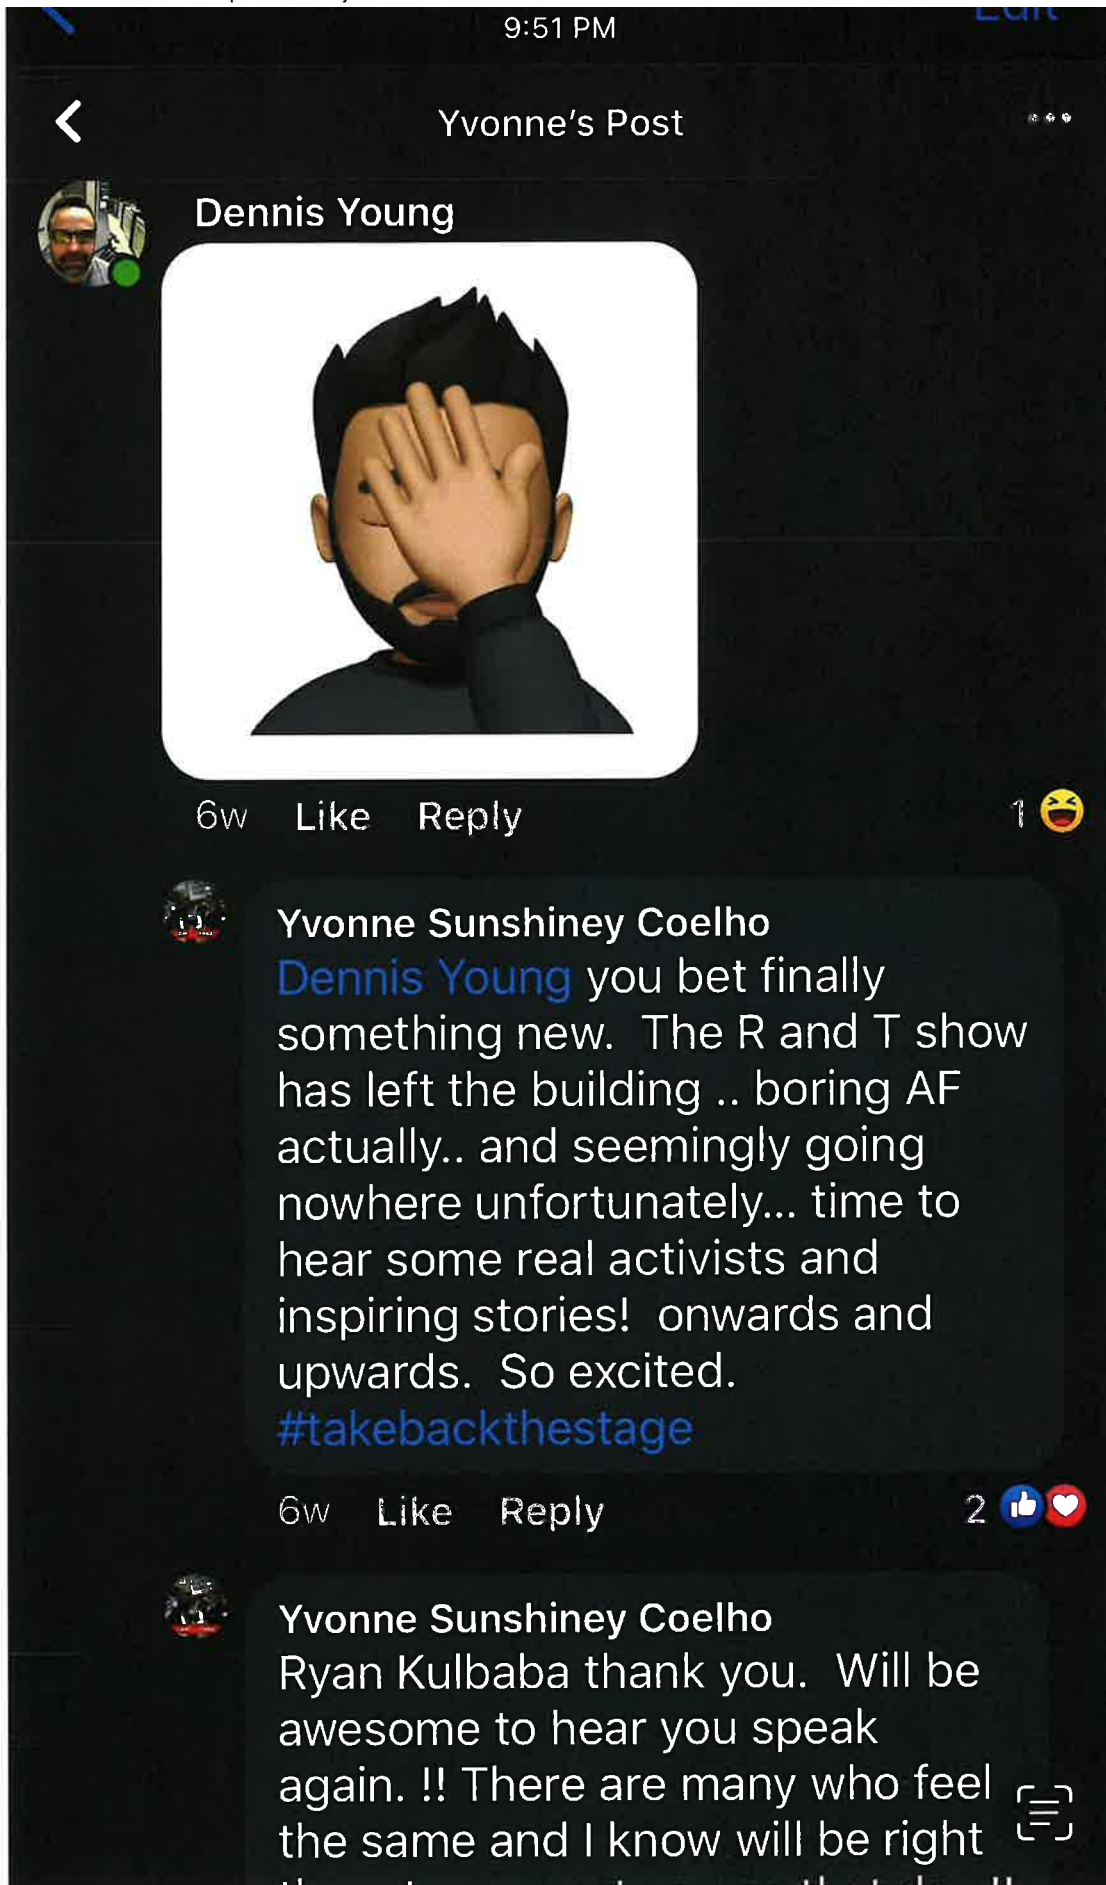 9:51 PM
Edit
Yvonne's Post
Dennis Young
6w Like Reply 1
Yvonne Sunshiney Coelho
Dennis Young you bet finally
something new. The R and T show
has left the building .. boring AF
actually.. and seemingly going
nowhere unfortunately... time to
hear some real activists and
inspiring stories! onwards and
upwards. So excited.
#takebackthestage
6w Like Reply 2
Yvonne Sunshiney Coelho
Ryan Kulbaba thank you. Will be
awesome to hear you speak
again. !! There are many who feel
the same and I know will be right